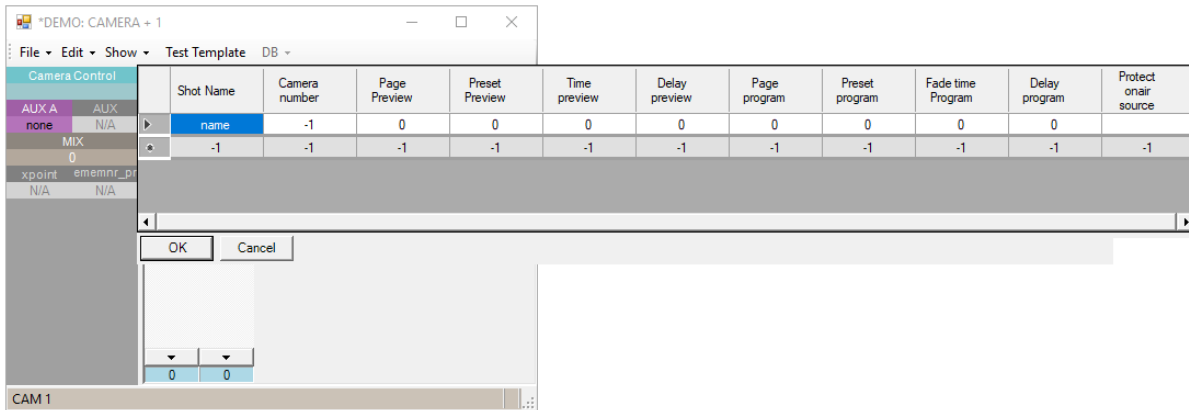 *DEMO: CAMERA + 1
File Edit Show Test Template DB
Camera Control
AUX A AUX
none N/A
MIX
0
xpoint ememnr_pr
N/A N/A
Shot Name Camera number Page Preview Preset Preview Time preview Delay preview Page program Preset program Fade time Program Delay program Protect onair source
name -1 0 0 0 0 0 0 0 0
-1 -1 -1 -1 -1 -1 -1 -1 -1 -1 -1
OK Cancel
0 0
CAM 1